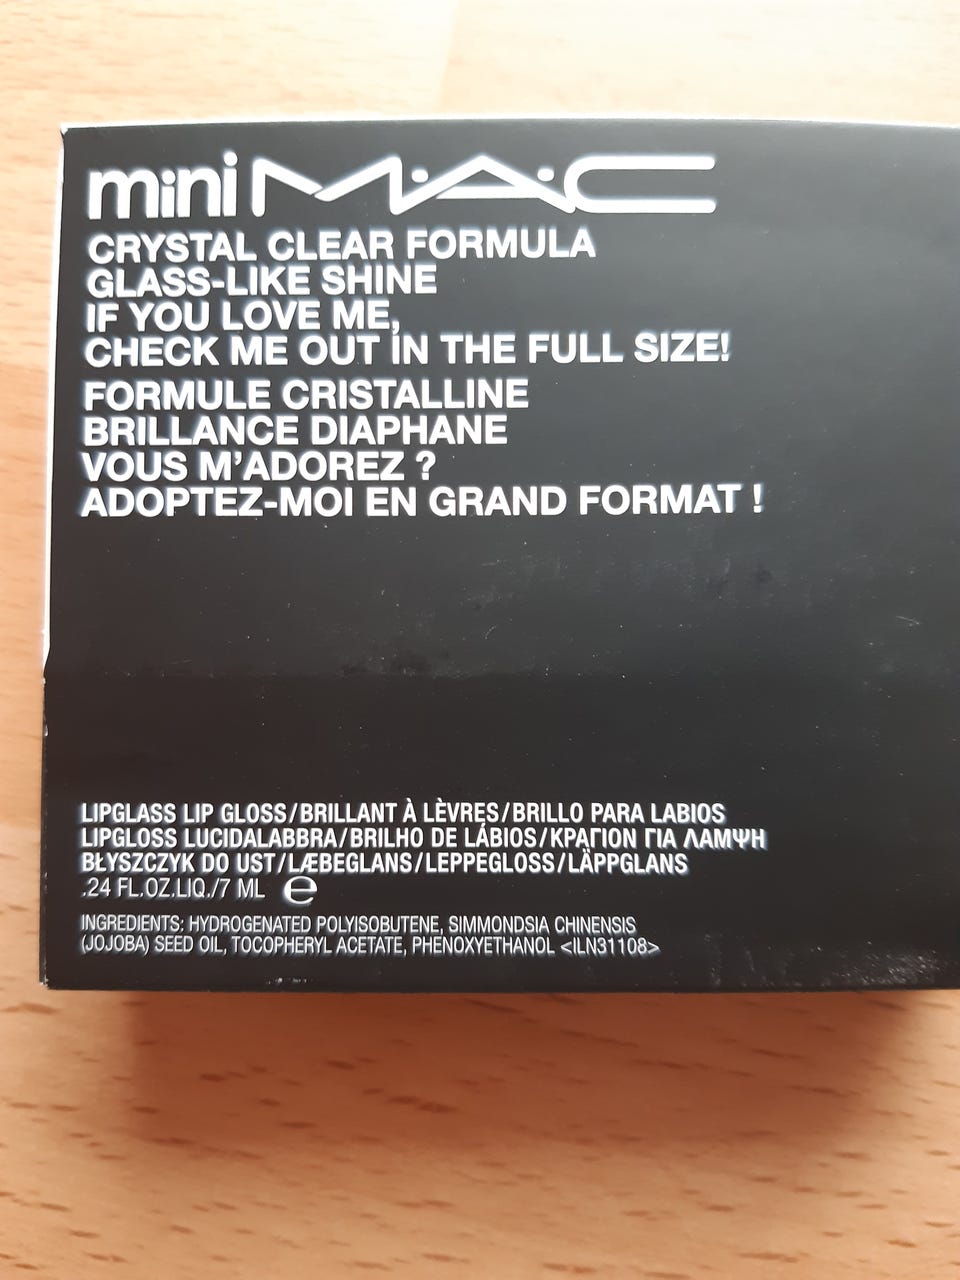 mini M·A·C
CRYSTAL CLEAR FORMULA
GLASS-LIKE SHINE
IF YOU LOVE ME,
CHECK ME OUT IN THE FULL SIZE!
FORMULE CRISTALLINE
BRILLANCE DIAPHANE
VOUS M'ADOREZ ?
ADOPTEZ-MOI EN GRAND FORMAT !
LIPGLASS LIP GLOSS/BRILLANT À LÈVRES/BRILLO PARA LABIOS
LIPGLOSS LUCIDALABBRA/BRILHO DE LÁBIOS/ΚΡΑΓΙΟΝ ΓΙΑ ΛΑΜΨΗ
BŁYSZCZYK DO UST/LÆBEGLANS/LEPPEGLOSS/LÄPPGLANS
.24 FL.OZ.LIQ./7 ML ℮
INGREDIENTS: HYDROGENATED POLYISOBUTENE, SIMMONDSIA CHINENSIS
(JOJOBA) SEED OIL, TOCOPHERYL ACETATE, PHENOXYETHANOL <ILN31108>